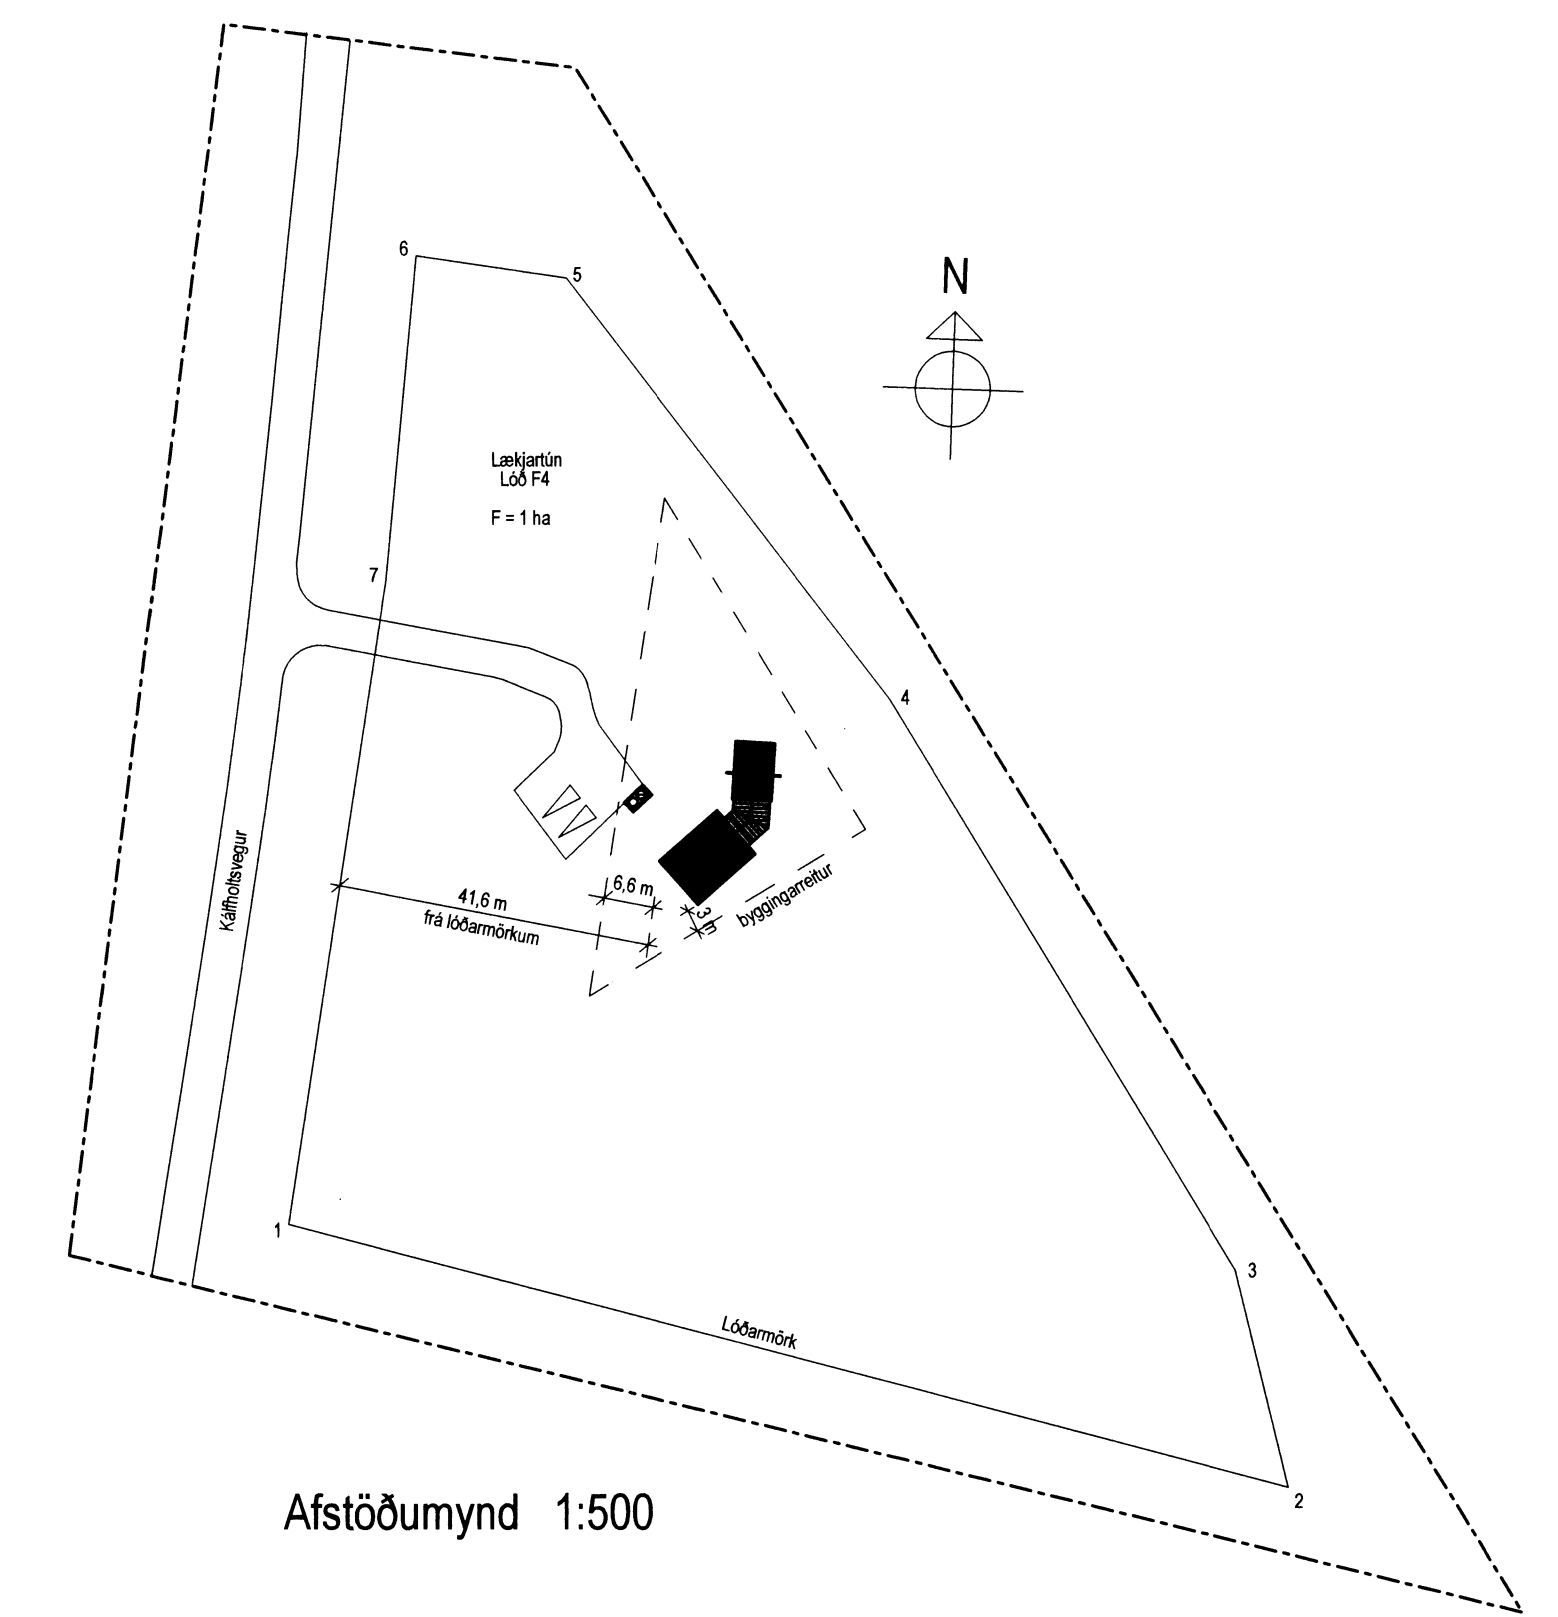 6
5
N
Lækjartún
Lóð F4
F = 1 ha
7
4
Kálfholtsvegur
6,6 m
41,6 m
frá lóðarmörkum
3 m
byggingarreitur
1
3
Lóðarmörk
2
Afstöðumynd 1:500